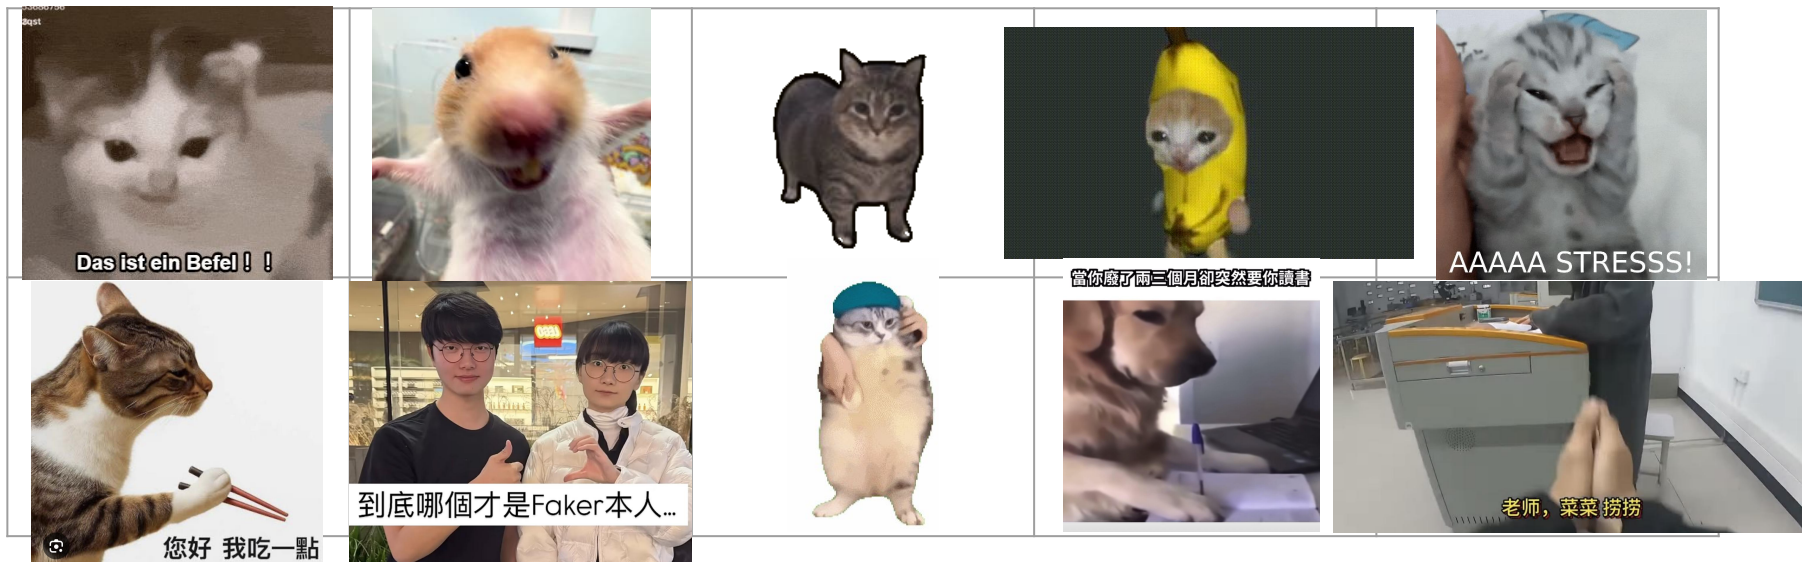 Das ist ein Befel！！
AAAAA STRESSS!
當你廢了兩三個月卻突然要你讀書
您好 我吃一點
到底哪個才是Faker本人...
老师，菜菜 捞捞